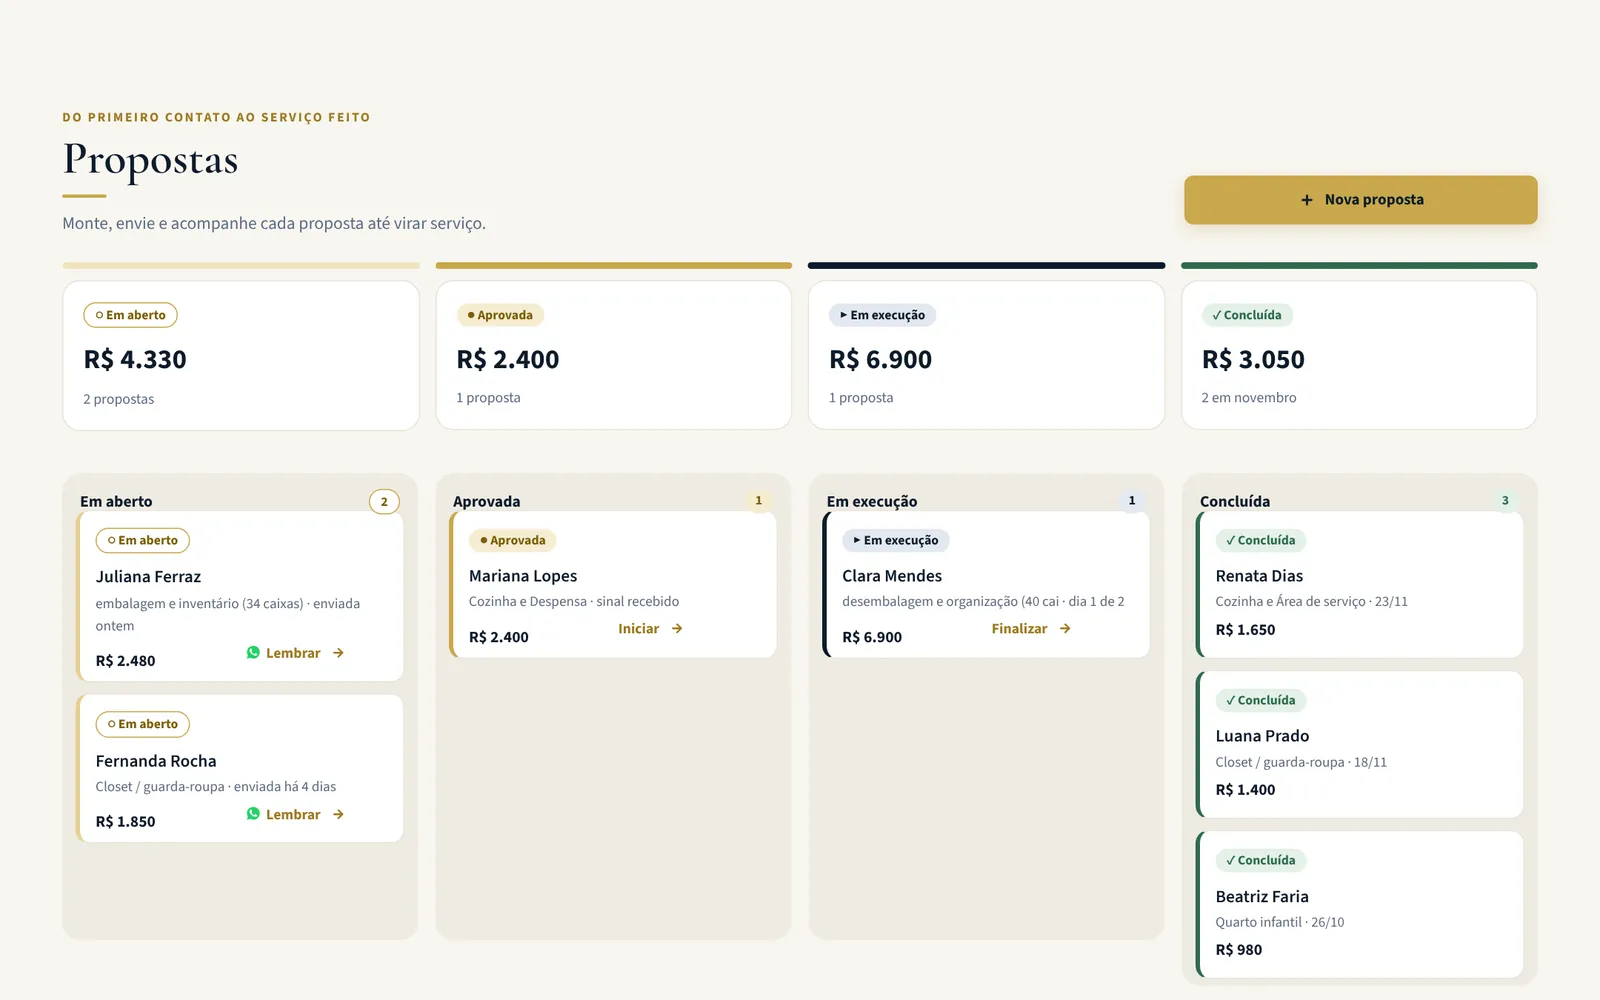 DO PRIMEIRO CONTATO AO SERVIÇO FEITO
Propostas
Monte, envie e acompanhe cada proposta até virar serviço.
+ Nova proposta
Em aberto
R$ 4.330
2 propostas
Aprovada
R$ 2.400
1 proposta
Em execução
R$ 6.900
1 proposta
✓ Concluída
R$ 3.050
2 em novembro
Em aberto 2
Em aberto
Juliana Ferraz
embalagem e inventário (34 caixas) · enviada
ontem
R$ 2.480 Lembrar →
Em aberto
Fernanda Rocha
Closet / guarda-roupa · enviada há 4 dias
R$ 1.850 Lembrar →
Aprovada 1
Aprovada
Mariana Lopes
Cozinha e Despensa · sinal recebido
R$ 2.400 Iniciar →
Em execução 1
Em execução
Clara Mendes
desembalagem e organização (40 cai · dia 1 de 2
R$ 6.900 Finalizar →
Concluída 3
✓ Concluída
Renata Dias
Cozinha e Área de serviço · 23/11
R$ 1.650
✓ Concluída
Luana Prado
Closet / guarda-roupa · 18/11
R$ 1.400
✓ Concluída
Beatriz Faria
Quarto infantil · 26/10
R$ 980